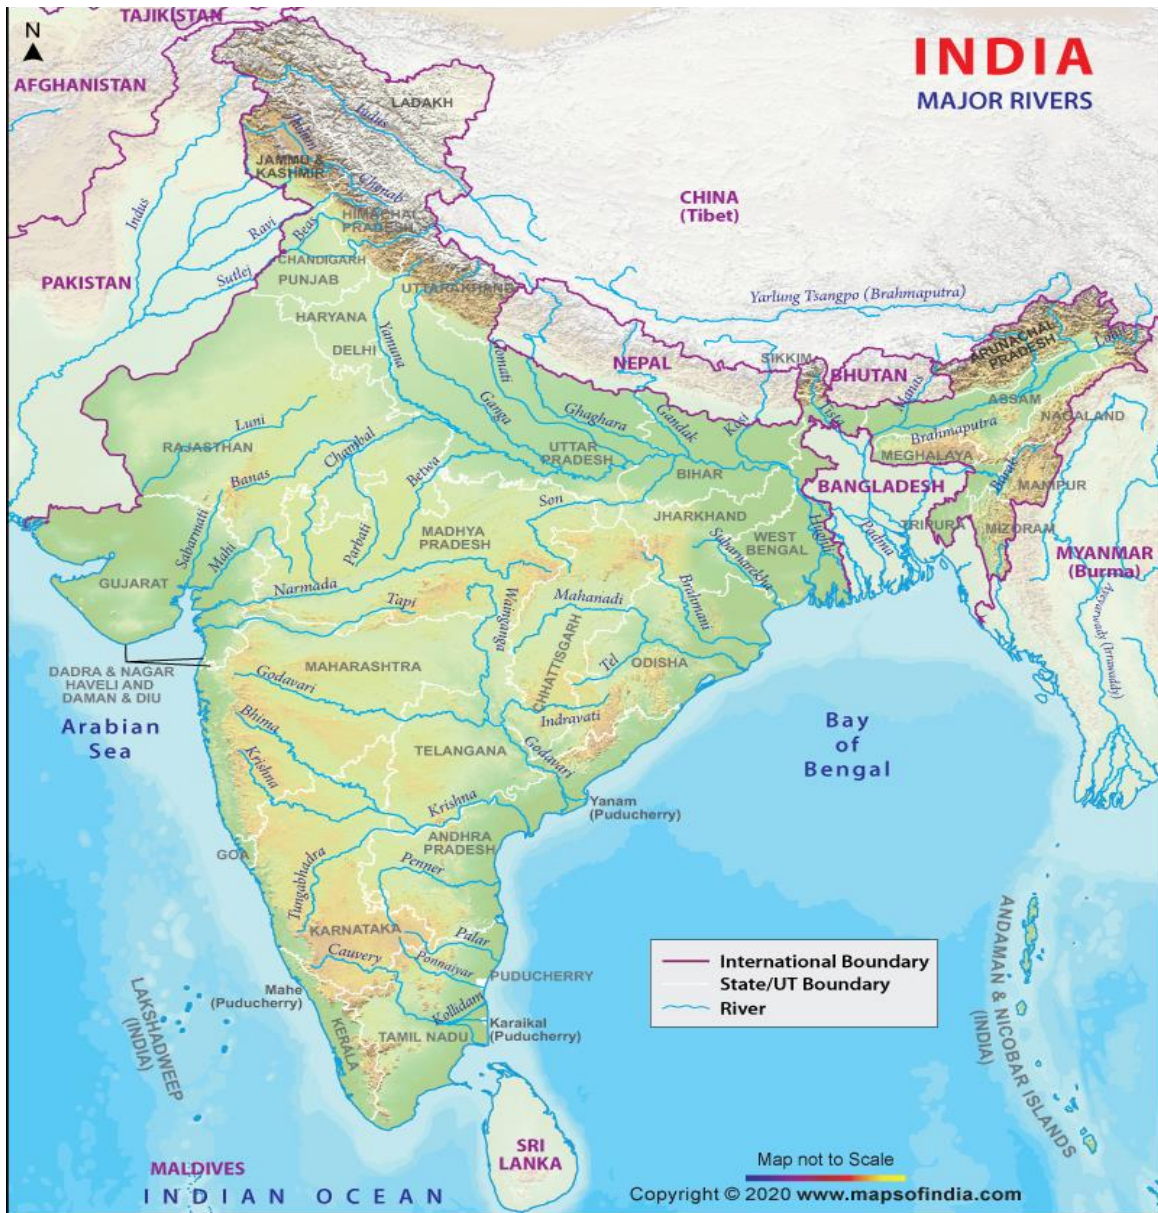 TAJIKISTAN
N
INDIA
MAJOR RIVERS
AFGHANISTAN
LADAKH
Indus
Jhelum
JAMMU &
KASHMIR
Chenab
CHINA
(Tibet)
Indus
Ravi
Beas
HIMACHAL
PRADESH
CHANDIGARH
PUNJAB
Sutlej
PAKISTAN
UTTARAKHAND
Yarlung Tsangpo (Brahmaputra)
HARYANA
DELHI
Yamuna
Gomati
NEPAL
SIKKIM
BHUTAN
ARUNACHAL
PRADESH
Lohit
Manas
ASSAM
NAGALAND
Ganga
Ghaghara
Gandak
Kosi
Tista
Brahmaputra
MEGHALAYA
Luni
RAJASTHAN
Chambal
Banas
Betwa
UTTAR
PRADESH
BIHAR
BANGLADESH
Barak
MANIPUR
Son
JHARKHAND
WEST
BENGAL
Hughli
Padma
TRIPURA
MIZORAM
MYANMAR
(Burma)
Sabarmati
Mahi
Parbati
MADHYA
PRADESH
Subarnarekha
GUJARAT
Narmada
Tapi
Wainganga
Mahanadi
Brahmani
Ayeyarwady (Irrawaddy)
DADRA & NAGAR
HAVELI AND
DAMAN & DIU
MAHARASHTRA
CHHATTISGARH
Tel
ODISHA
Godavari
Arabian
Sea
Bhima
Indravati
TELANGANA
Godavari
Bay
of
Bengal
Krishna
Krishna
Yanam
(Puducherry)
GOA
ANDHRA
PRADESH
Tungabhadra
Penner
KARNATAKA
Palar
Cauvery
Ponnaiyar
PUDUCHERRY
Mahe
(Puducherry)
Kollidam
Karaikal
(Puducherry)
KERALA
TAMIL NADU
LAKSHADWEEP
(INDIA)
ANDAMAN & NICOBAR ISLANDS
(INDIA)
International Boundary
State/UT Boundary
River
SRI
LANKA
MALDIVES
INDIAN OCEAN
Map not to Scale
Copyright © 2020 www.mapsofindia.com